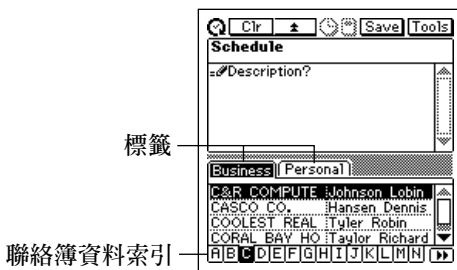 Clr Save Tools
Schedule
Description?
標籤
Business Personal
C&R COMPUTE Johnson Lobin
CASCO CO. Hansen Dennis
COOLEST REAL Tyler Robin
CORAL BAY HO Taylor Richard
聯絡簿資料索引
A B C D E F G H I J K L M N